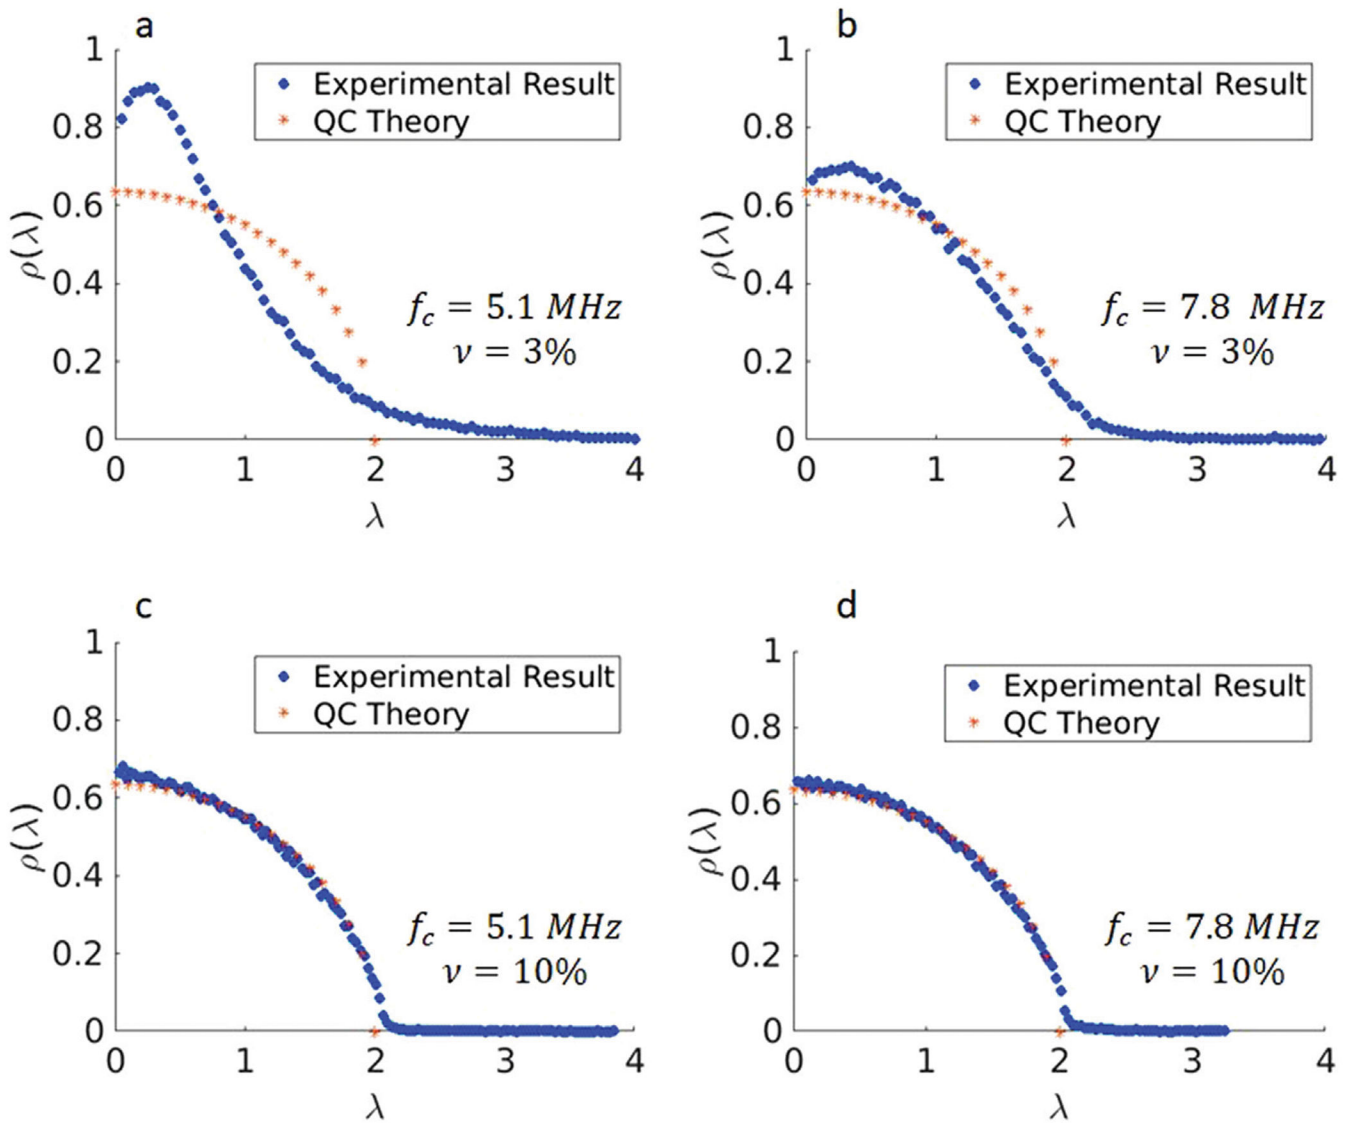 a
1
0.8
0.6
0.4
0.2
0
ρ(λ)
Experimental Result
QC Theory
f_c = 5.1 MHz
ν = 3%
0 1 2 3 4
λ
b
1
0.8
0.6
0.4
0.2
0
ρ(λ)
Experimental Result
QC Theory
f_c = 7.8 MHz
ν = 3%
0 1 2 3 4
λ
c
1
0.8
0.6
0.4
0.2
0
ρ(λ)
Experimental Result
QC Theory
f_c = 5.1 MHz
ν = 10%
0 1 2 3 4
λ
d
1
0.8
0.6
0.4
0.2
0
ρ(λ)
Experimental Result
QC Theory
f_c = 7.8 MHz
ν = 10%
0 1 2 3 4
λ